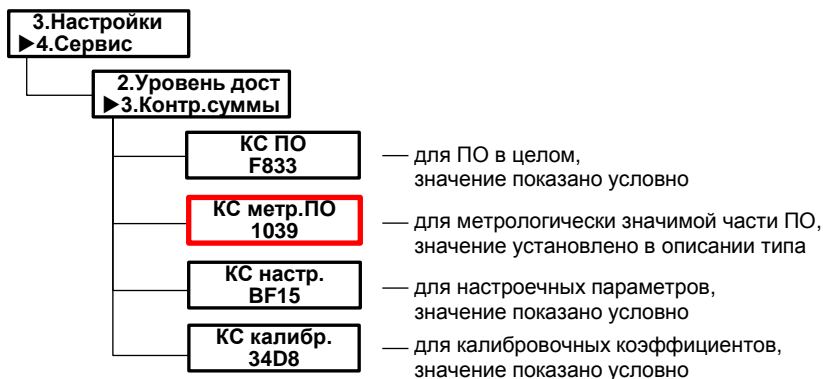 3.Настройки
▶4.Сервис
2.Уровень дост
▶3.Контр.суммы
КС ПО
F833
— для ПО в целом,
значение показано условно
КС метр.ПО
1039
— для метрологически значимой части ПО,
значение установлено в описании типа
КС настр.
BF15
— для настроечных параметров,
значение показано условно
КС калибр.
34D8
— для калибровочных коэффициентов,
значение показано условно